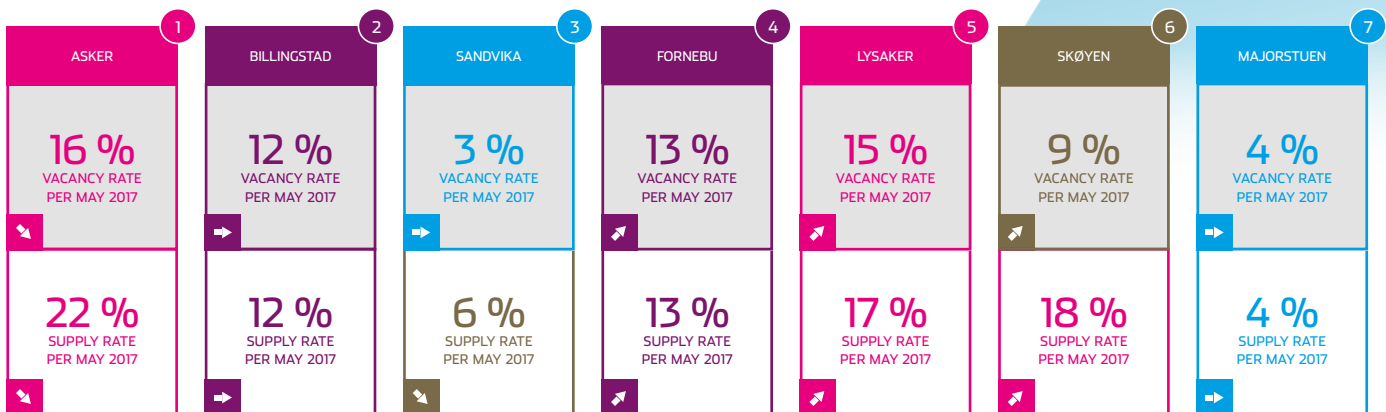 1
ASKER
16 %
VACANCY RATE
PER MAY 2017
22 %
SUPPLY RATE
PER MAY 2017
2
BILLINGSTAD
12 %
VACANCY RATE
PER MAY 2017
12 %
SUPPLY RATE
PER MAY 2017
3
SANDVIKA
3 %
VACANCY RATE
PER MAY 2017
6 %
SUPPLY RATE
PER MAY 2017
4
FORNEBU
13 %
VACANCY RATE
PER MAY 2017
13 %
SUPPLY RATE
PER MAY 2017
5
LYSAKER
15 %
VACANCY RATE
PER MAY 2017
17 %
SUPPLY RATE
PER MAY 2017
6
SKØYEN
9 %
VACANCY RATE
PER MAY 2017
18 %
SUPPLY RATE
PER MAY 2017
7
MAJORSTUEN
4 %
VACANCY RATE
PER MAY 2017
4 %
SUPPLY RATE
PER MAY 2017